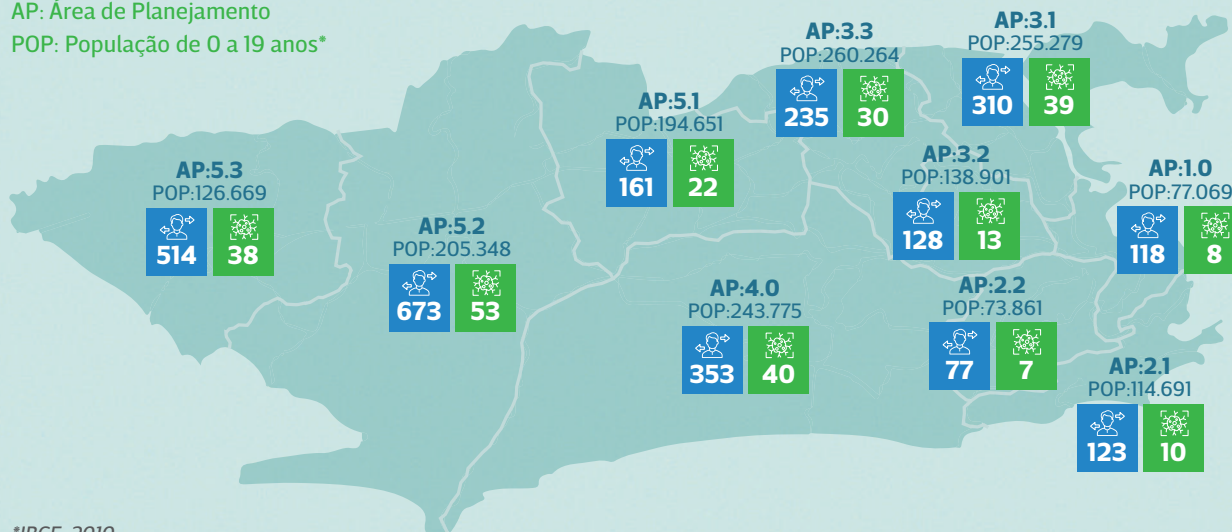 AP: Área de Planejamento
POP: População de 0 a 19 anos*
AP:3.3
POP:260.264
235 30
AP:3.1
POP:255.279
310 39
AP:5.1
POP:194.651
161 22
AP:3.2
POP:138.901
128 13
AP:1.0
POP:77.069
118 8
AP:5.3
POP:126.669
514 38
AP:5.2
POP:205.348
673 53
AP:4.0
POP:243.775
353 40
AP:2.2
POP:73.861
77 7
AP:2.1
POP:114.691
123 10